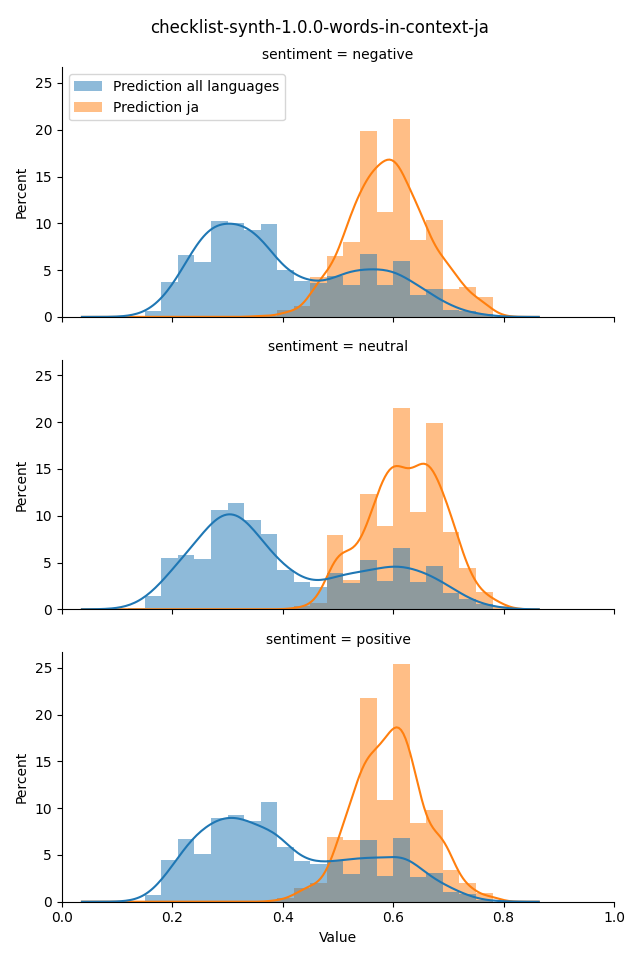 checklist-synth-1.0.0-words-in-context-ja
sentiment = negative
Prediction all languages
Prediction ja
25
20
15
10
5
0
Percent
sentiment = neutral
25
20
15
10
5
0
Percent
sentiment = positive
25
20
15
10
5
0
Percent
0.0 0.2 0.4 0.6 0.8 1.0
Value